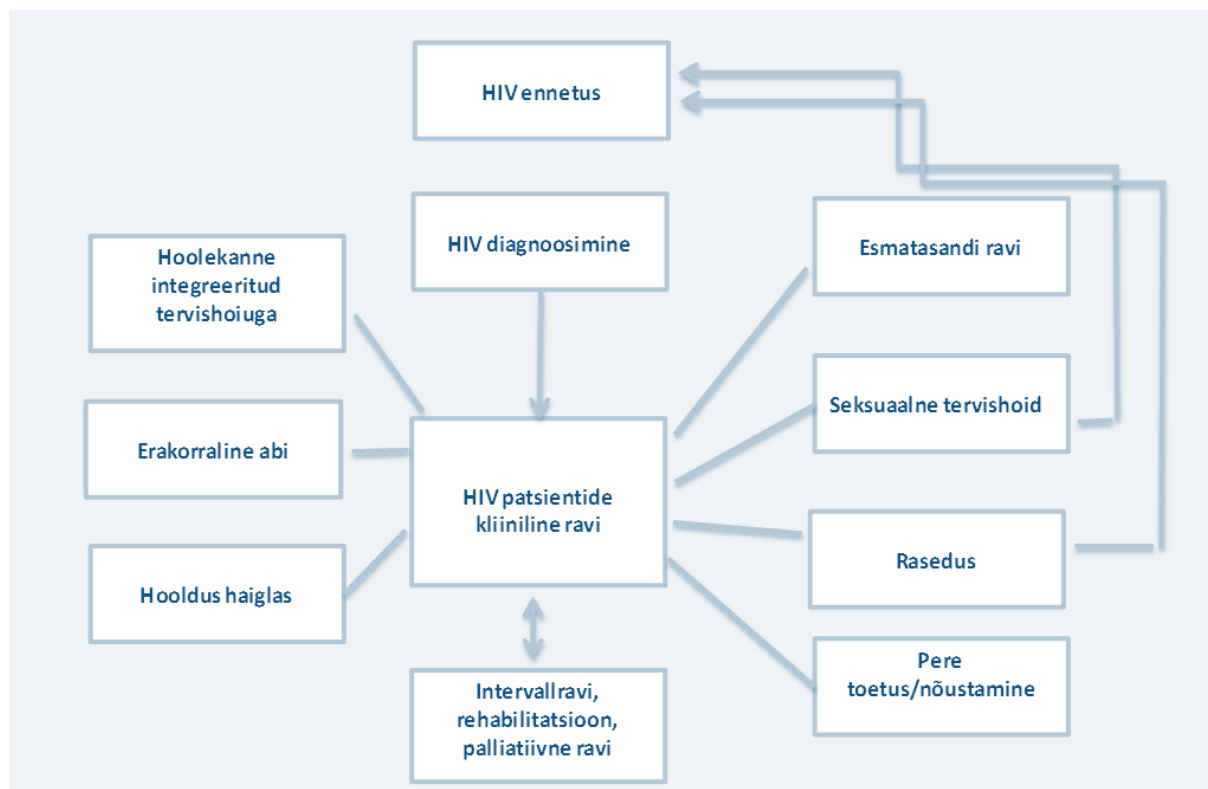 HIV ennetus
HIV diagnoosimine
Hoolekanne
integreeritud
tervishoiuga
Esmatasandi ravi
Seksuaalne tervishoid
Erakorraline abi
HIV patsientide
kliiniline ravi
Rasedus
Hooldus haiglas
Pere
toetus/nõustamine
Intervallravi,
rehabilitatsioon,
palliatiivne ravi